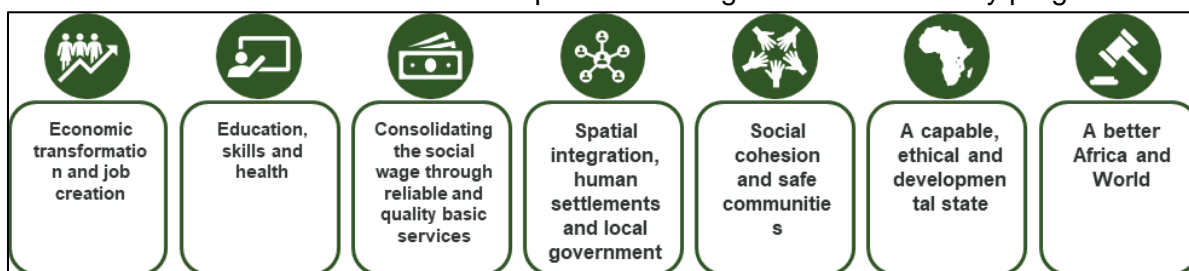 Economic
transformatio
n and job
creation
Education,
skills and
health
Consolidating
the social
wage through
reliable and
quality basic
services
Spatial
integration,
human
settlements
and local
government
Social
cohesion
and safe
communitie
s
A capable,
ethical and
developmen
tal state
A better
Africa and
World